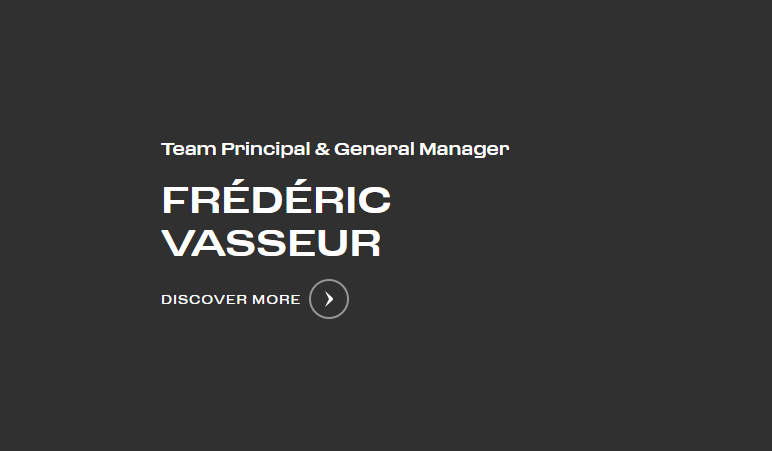 Team Principal & General Manager
FRÉDÉRIC
VASSEUR
DISCOVER MORE